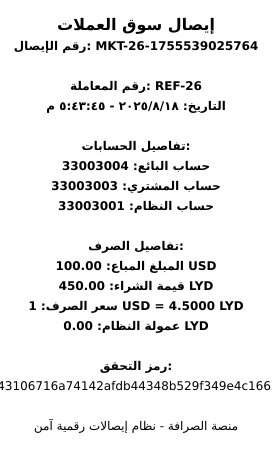 إيصال سوق العملات
رقم الإيصال: MKT-26-1755539025764
رقم المعاملة: REF-26
التاريخ: ٢٠٢٥/٨/١٨ - ٥:٤٣:٤٥ م
تفاصيل الحسابات:
حساب البائع: 33003004
حساب المشتري: 33003003
حساب النظام: 33003001
تفاصيل الصرف:
المبلغ المباع: 100.00 USD
قيمة الشراء: 450.00 LYD
سعر الصرف: 1 USD = 4.5000 LYD
عمولة النظام: 0.00 LYD
رمز التحقق:
43106716a74142afdb44348b529f349e4c166
منصة الصرافة - نظام إيصالات رقمية آمن